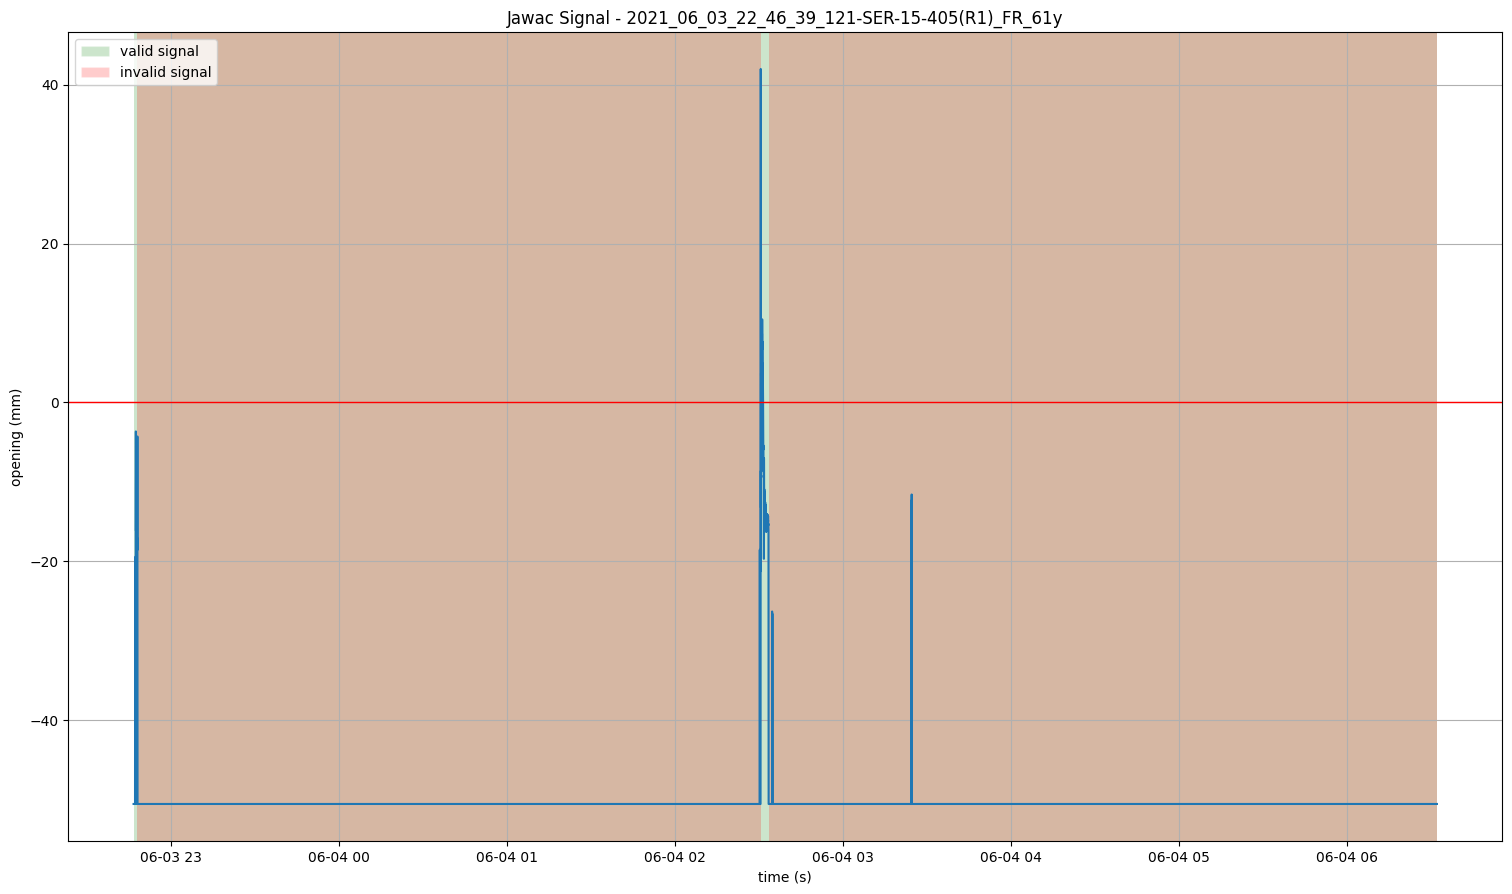 Jawac Signal - 2021_06_03_22_46_39_121-SER-15-405(R1)_FR_61y
valid signal
invalid signal
40
20
0
−20
−40
opening (mm)
06-03 23
06-04 00
06-04 01
06-04 02
06-04 03
06-04 04
06-04 05
06-04 06
time (s)